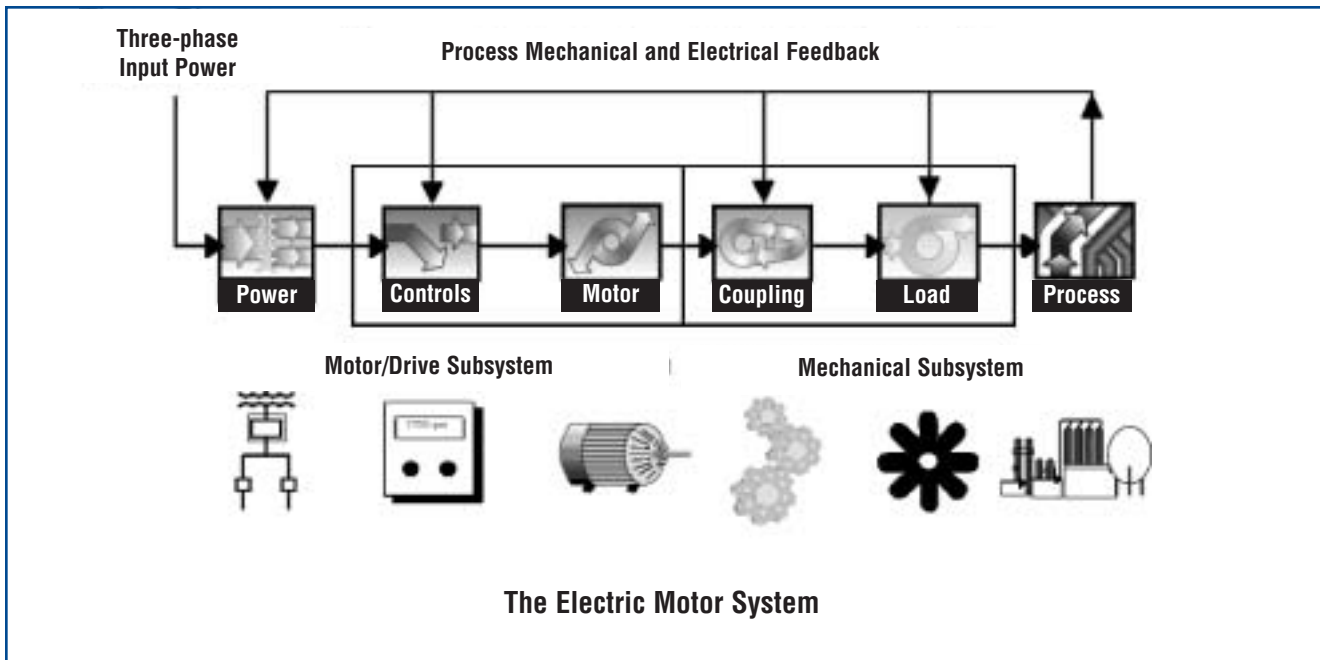 Three-phase
Input Power
Process Mechanical and Electrical Feedback
Power
Controls
Motor
Coupling
Load
Process
Motor/Drive Subsystem
Mechanical Subsystem
The Electric Motor System